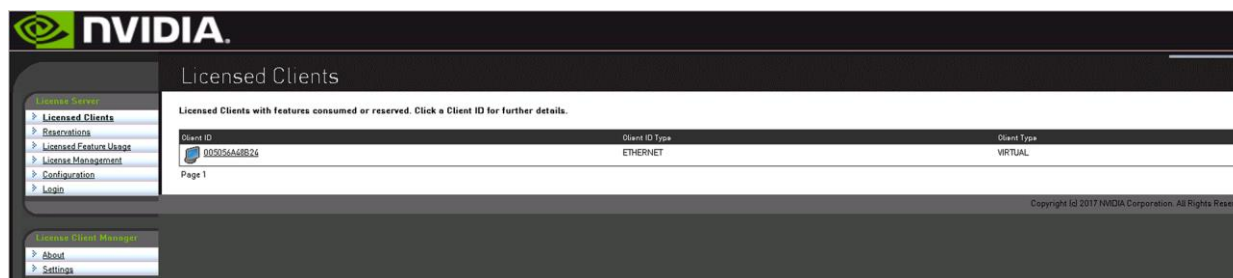 NVIDIA.
Licensed Clients
License Server
Licensed Clients
Reservations
Licensed Feature Usage
License Management
Configuration
Login
Licensed Clients with features consumed or reserved. Click a Client ID for further details.
Client ID Client ID Type Client Type
005056A48B24 ETHERNET VIRTUAL
Page 1
Copyright (c) 2017 NVIDIA Corporation. All Rights Rese
License Client Manager
About
Settings